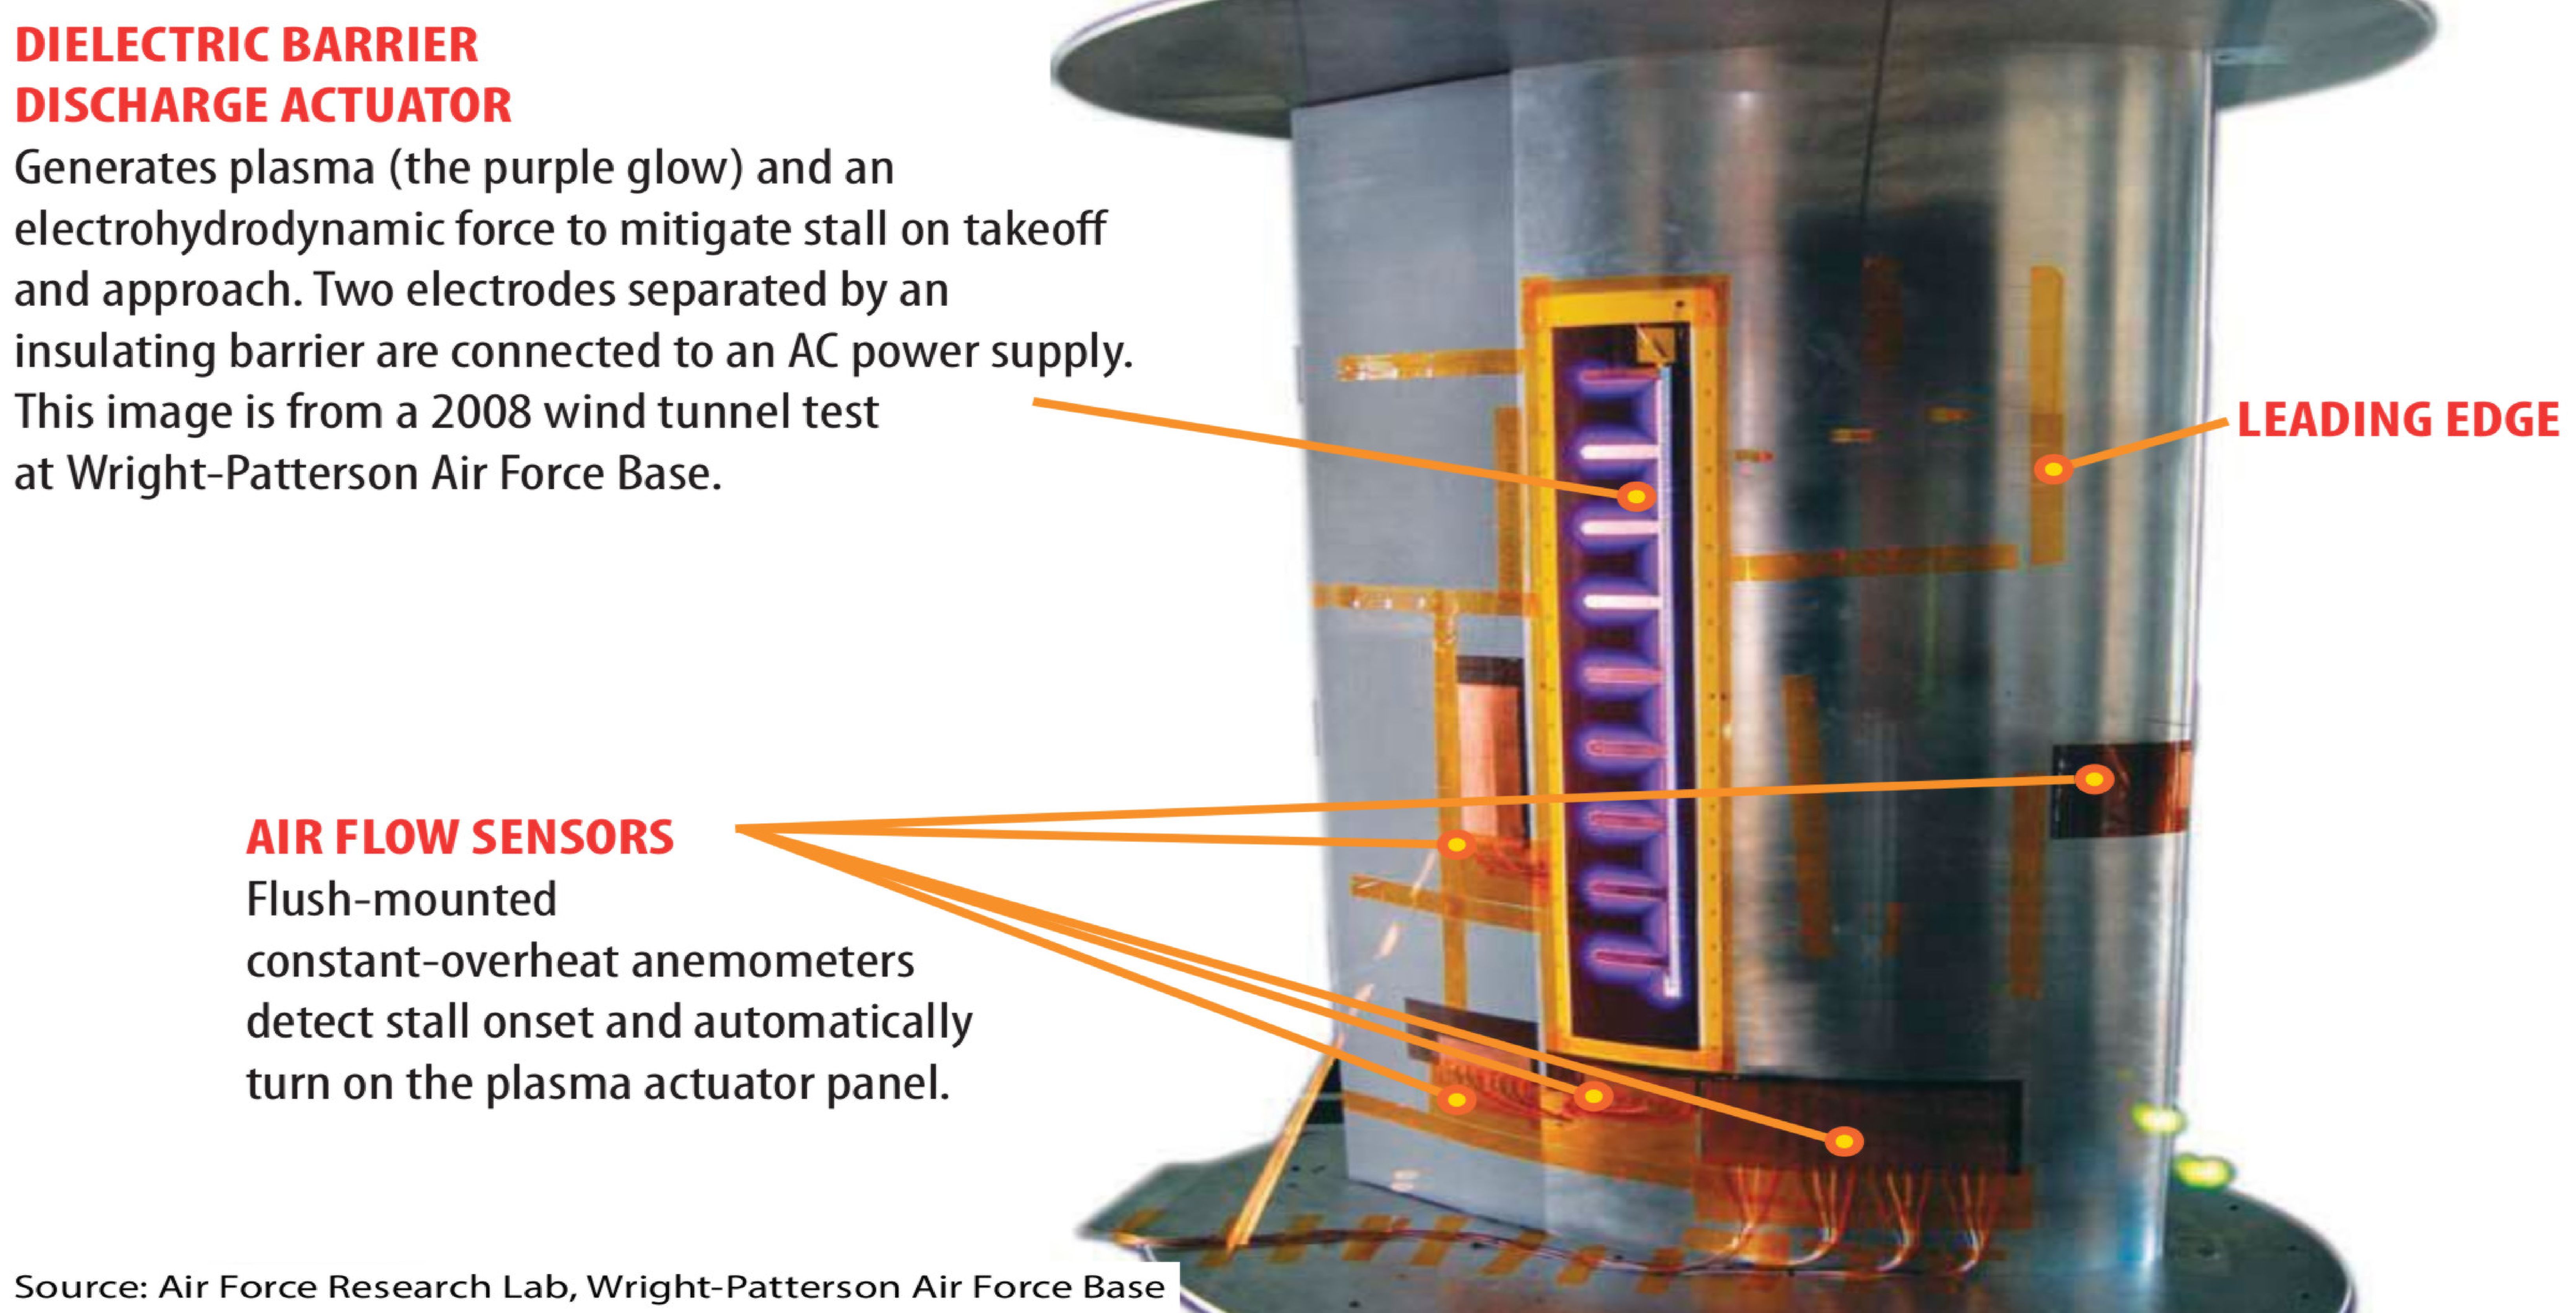 DIELECTRIC BARRIER
DISCHARGE ACTUATOR
Generates plasma (the purple glow) and an
electrohydrodynamic force to mitigate stall on takeoff
and approach. Two electrodes separated by an
insulating barrier are connected to an AC power supply.
This image is from a 2008 wind tunnel test
at Wright-Patterson Air Force Base.
LEADING EDGE
AIR FLOW SENSORS
Flush-mounted
constant-overheat anemometers
detect stall onset and automatically
turn on the plasma actuator panel.
Source: Air Force Research Lab, Wright-Patterson Air Force Base